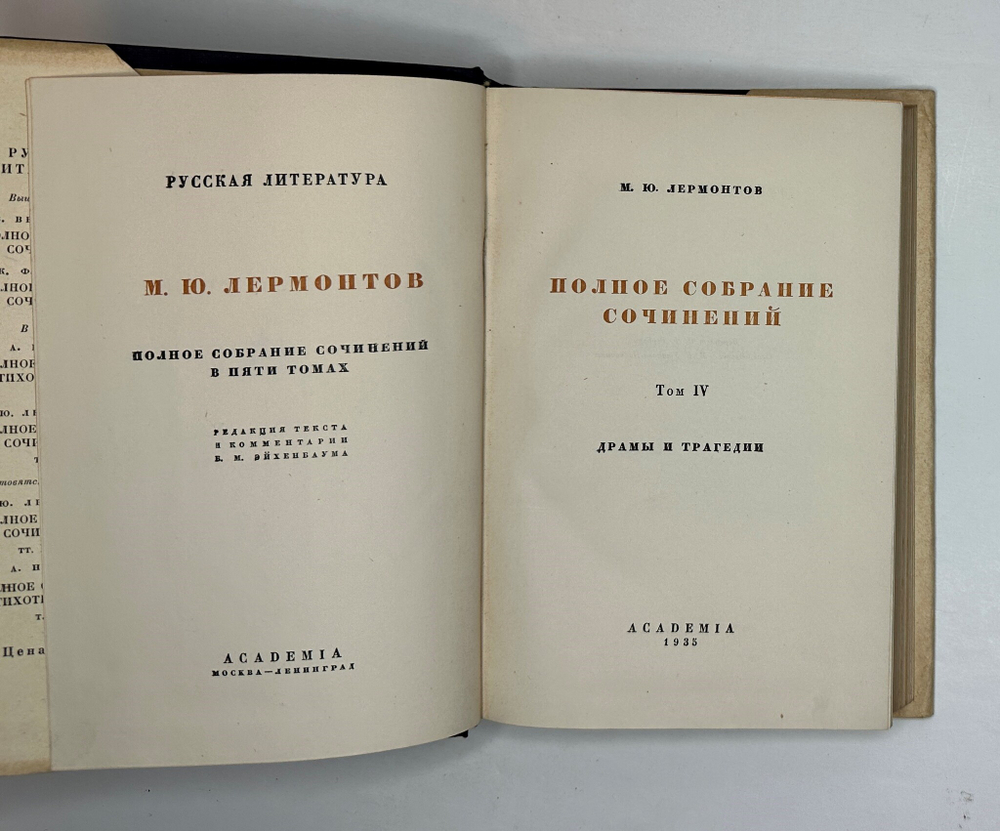 РУССКАЯ ЛИТЕРАТУРА
М. Ю. ЛЕРМОНТОВ
ПОЛНОЕ СОБРАНИЕ СОЧИНЕНИЙ
В ПЯТИ ТОМАХ
РЕДАКЦИЯ ТЕКСТА
И КОММЕНТАРИИ
Б. М. ЭЙХЕНБАУМА
ACADEMIA
МОСКВА—ЛЕНИНГРАД
М. Ю. ЛЕРМОНТОВ
ПОЛНОЕ СОБРАНИЕ
СОЧИНЕНИЙ
Том IV
ДРАМЫ И ТРАГЕДИИ
ACADEMIA
1935
Цена